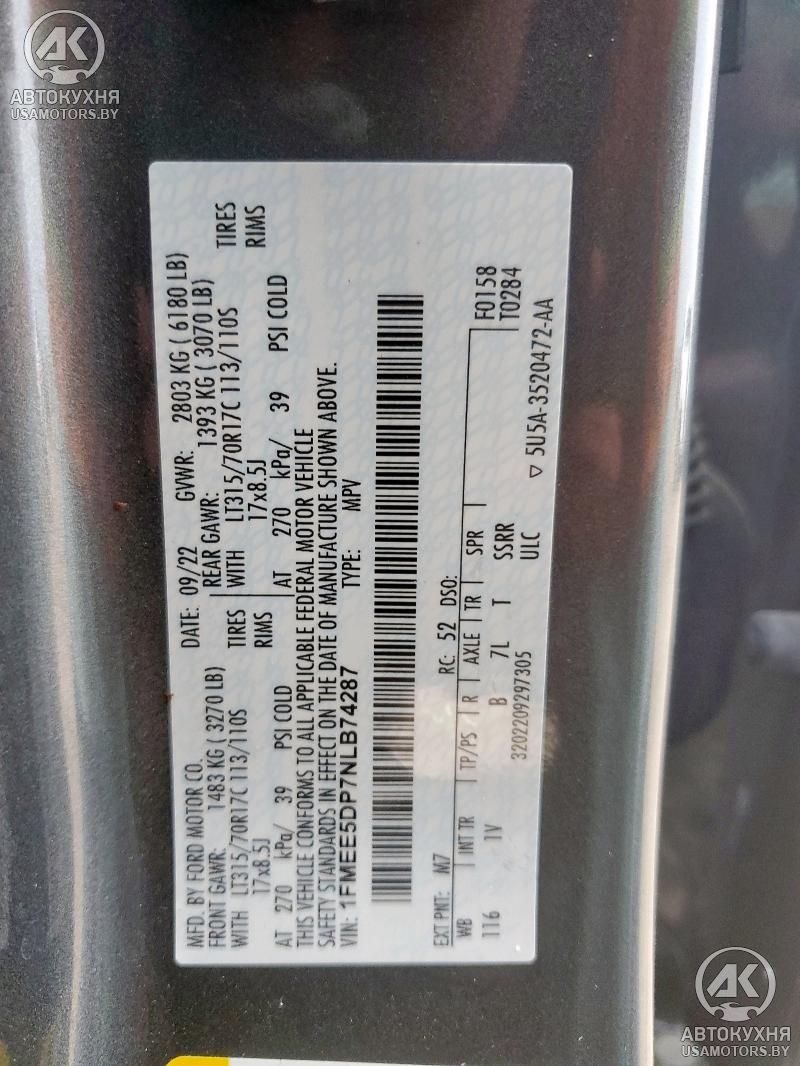 AK
АВТОКУХНЯ
USAMOTORS.BY
MFD. BY FORD MOTOR CO.
DATE: 09/22 GVWR: 2803 KG ( 6180 LB)
FRONT GAWR: 1483 KG ( 3270 LB) REAR GAWR: 1393 KG ( 3070 LB)
WITH LT315/70R17C 113/110S TIRES WITH LT315/70R17C 113/110S TIRES
17x8.5J RIMS 17x8.5J RIMS
AT 270 kPa/ 39 PSI COLD AT 270 kPa/ 39 PSI COLD
THIS VEHICLE CONFORMS TO ALL APPLICABLE FEDERAL MOTOR VEHICLE
SAFETY STANDARDS IN EFFECT ON THE DATE OF MANUFACTURE SHOWN ABOVE.
VIN: 1FMEE5DP7NLB74287 TYPE: MPV
EXT PNT: M7 RC: 52 DSO:
WB INT TR TP/PS R AXLE TR SPR F0158
116 1V B 7L T SSRR T0284
3202209297305 ULC
▽ 5U5A-3520472-AA
AK
АВТОКУХНЯ
USAMOTORS.BY